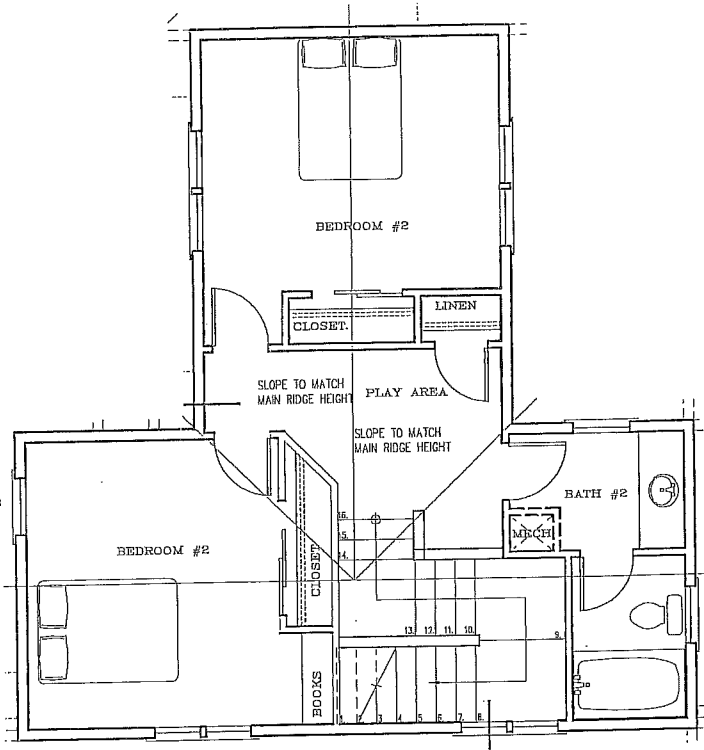 BEDROOM #2
CLOSET.
LINEN
SLOPE TO MATCH
MAIN RIDGE HEIGHT
PLAY AREA
SLOPE TO MATCH
MAIN RIDGE HEIGHT
BATH #2
16.
15.
14.
MECH
BEDROOM #2
CLOSET
13. 12. 11. 10. 9.
BOOKS
1. 2. 3. 4. 5. 6. 7. 8.